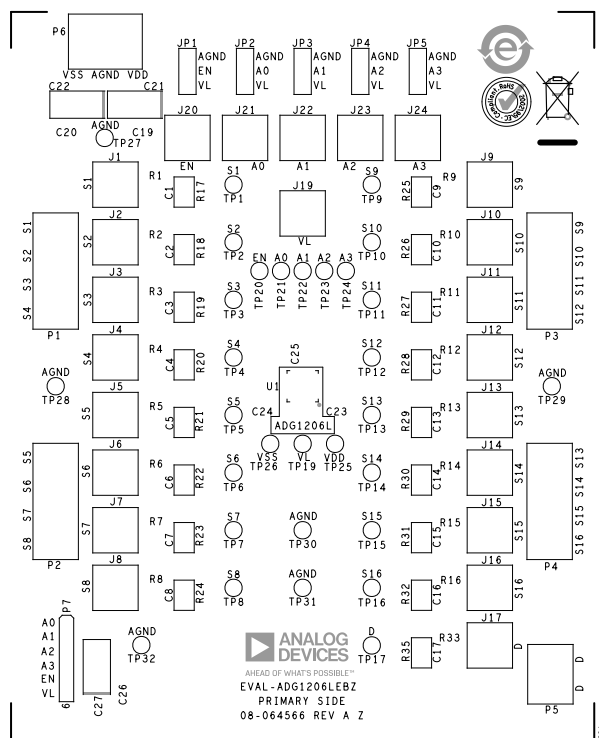 P6
VSS AGND VDD
C22 C21
C20 AGND C19
TP27
JP1 JP2 JP3 JP4 JP5
AGND AGND AGND AGND AGND
EN A0 A1 A2 A3
VL VL VL VL VL
J20 J21 J22 J23 J24
EN A0 A1 A2 A3
Compliant RoHS 2002/95/EC
J1 J9
S1 R1 C1 R17 S1 TP1 S9 TP9 R25 C9 R9 S9
J19
VL
J2 J10
S2 R2 C2 R18 S2 TP2 S10 TP10 R26 C10 R10 S10
S1 S2 S3 S4
P1
S9 S10 S11 S12
P3
EN A0 A1 A2 A3
TP20 TP21 TP22 TP23 TP24
J3 J11
S3 R3 C3 R19 S3 TP3 S11 TP11 R27 C11 R11 S11
J4 J12
S4 R4 C4 R20 S4 TP4 S12 TP12 R28 C12 R12 S12
C25
U1
AGND AGND
TP28 TP29
J5 J13
S5 R5 C5 R21 S5 TP5 S13 TP13 R29 C13 R13 S13
C24 C23
ADG1206L
VSS VL VDD
TP26 TP19 TP25
J6 J14
S6 R6 C6 R22 S6 TP6 S14 TP14 R30 C14 R14 S14
S5 S6 S7 S8
P2
S13 S14 S15 S16
P4
J7 J15
S7 R7 C7 R23 S7 TP7 AGND TP30 S15 TP15 R31 C15 R15 S15
J8 J16
S8 R8 C8 R24 S8 TP8 AGND TP31 S16 TP16 R32 C16 R16 S16
P7
A0
A1
A2
A3
EN
VL
6
C27 C26
AGND
TP32
D
TP17
R35 C17 R33
J17
D
D D
P5
ANALOG
DEVICES
AHEAD OF WHAT'S POSSIBLE™
EVAL-ADG1206LEBZ
PRIMARY SIDE
08-064566 REV A Z